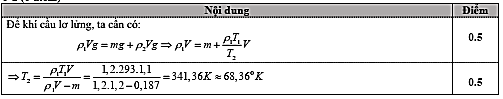 Nội dung
Điểm
Để khí cầu lơ lửng, ta cần có:
ρ₁Vg = mg + ρ₂Vg ⇒ ρ₁V = m + (ρ₁T₁/T₂)V
0.5
⇒ T₂ = ρ₁T₁V/(ρ₁V − m) = 1,2.293.1,1/(1,2.1,2−0,187) = 341,36K ≈ 68,36⁰K
0.5